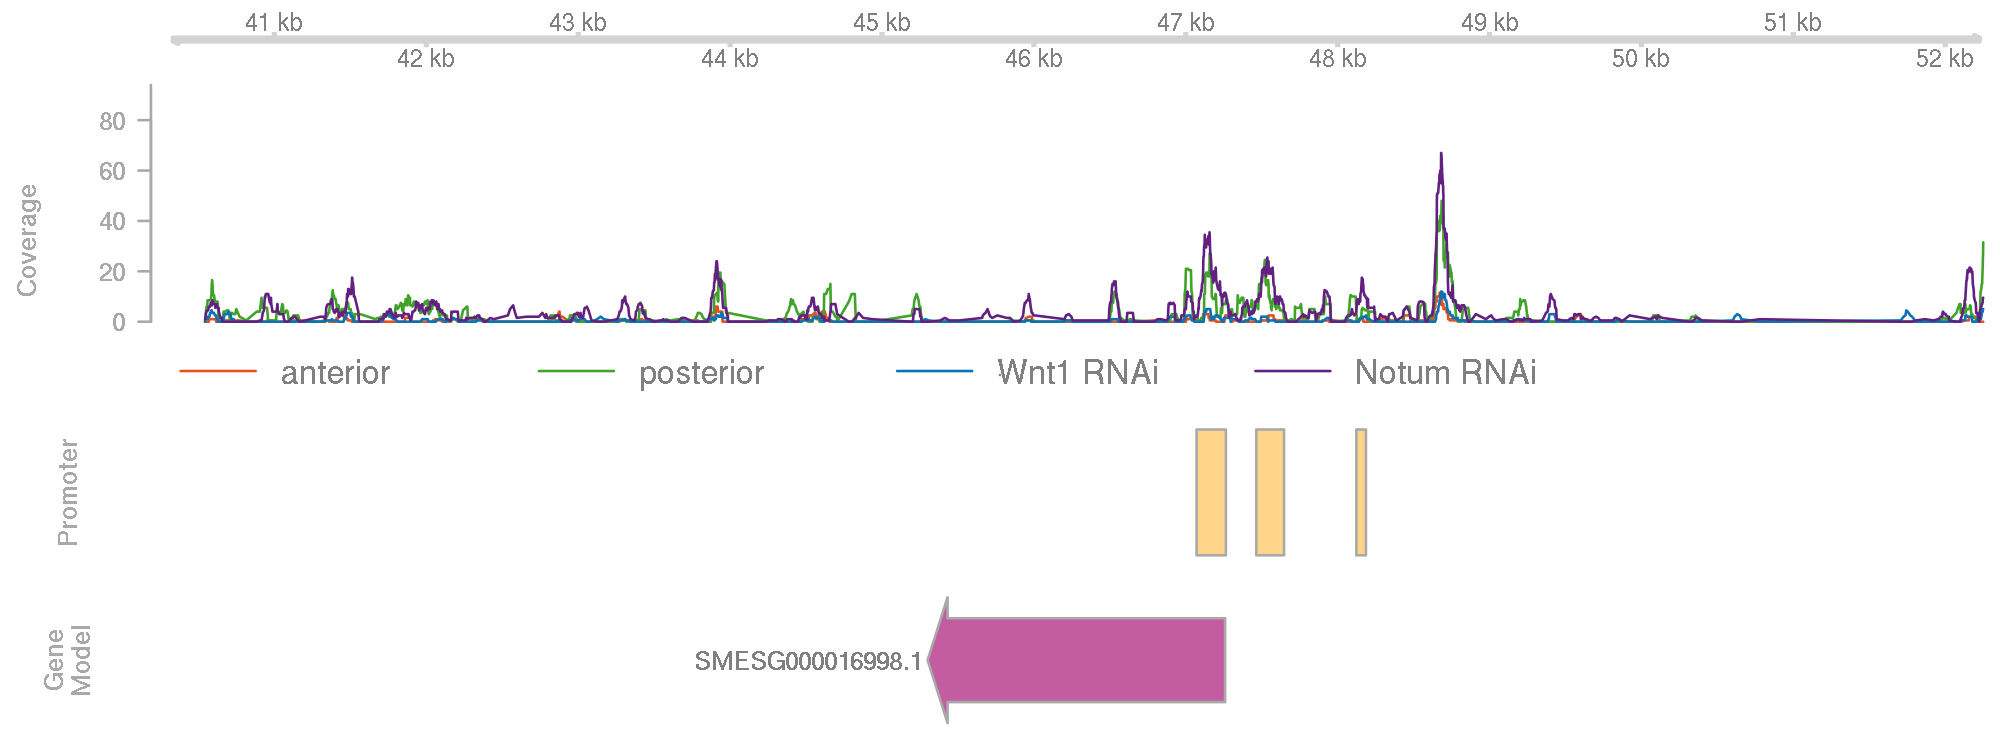 41 kb 43 kb 45 kb 47 kb 49 kb 51 kb
42 kb 44 kb 46 kb 48 kb 50 kb 52 kb
Coverage
80
60
40
20
0
anterior posterior Wnt1 RNAi Notum RNAi
Promoter
Gene
Model
SMESG000016998.1